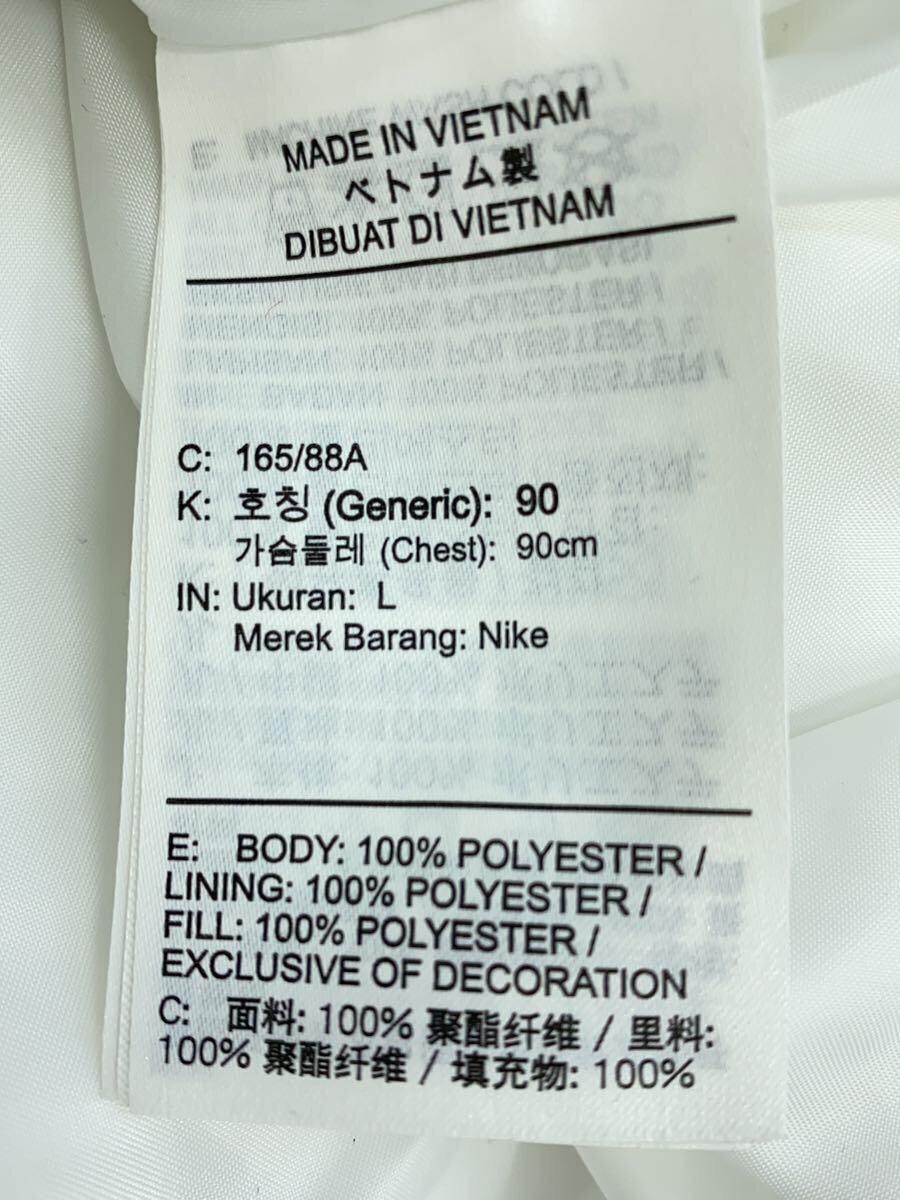 MADE IN VIETNAM
ベトナム製
DIBUAT DI VIETNAM
C: 165/88A
K: 호칭 (Generic): 90
가슴둘레 (Chest): 90cm
IN: Ukuran: L
Merek Barang: Nike
E: BODY: 100% POLYESTER /
LINING: 100% POLYESTER /
FILL: 100% POLYESTER /
EXCLUSIVE OF DECORATION
C: 面料: 100% 聚酯纤维 / 里料:
100% 聚酯纤维 / 填充物: 100%